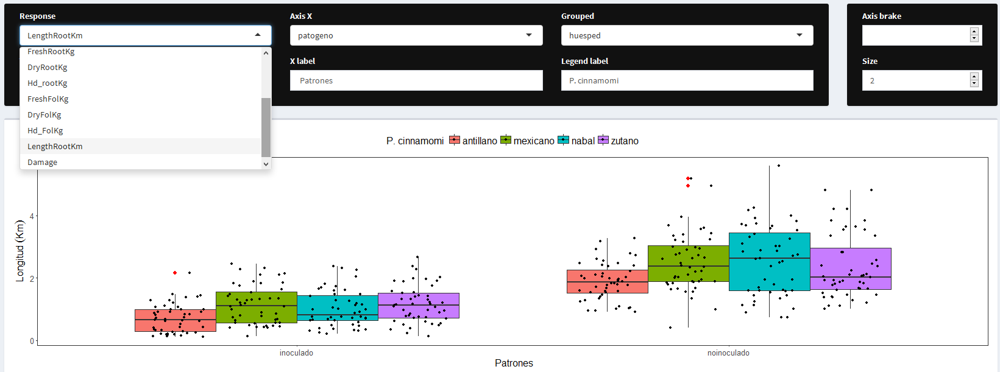 Response
Axis X
Grouped
Axis brake
LengthRootKm
patogeno
huesped
FreshRootKg
DryRootKg
Hd_rootKg
FreshFolKg
DryFolKg
Hd_FolKg
LengthRootKm
Damage
X label
Legend label
Size
Patrones
P. cinnamomi
2
P. cinnamomi antillano mexicano nabal zutano
Longitud (Km)
4
2
0
inoculado noinoculado
Patrones